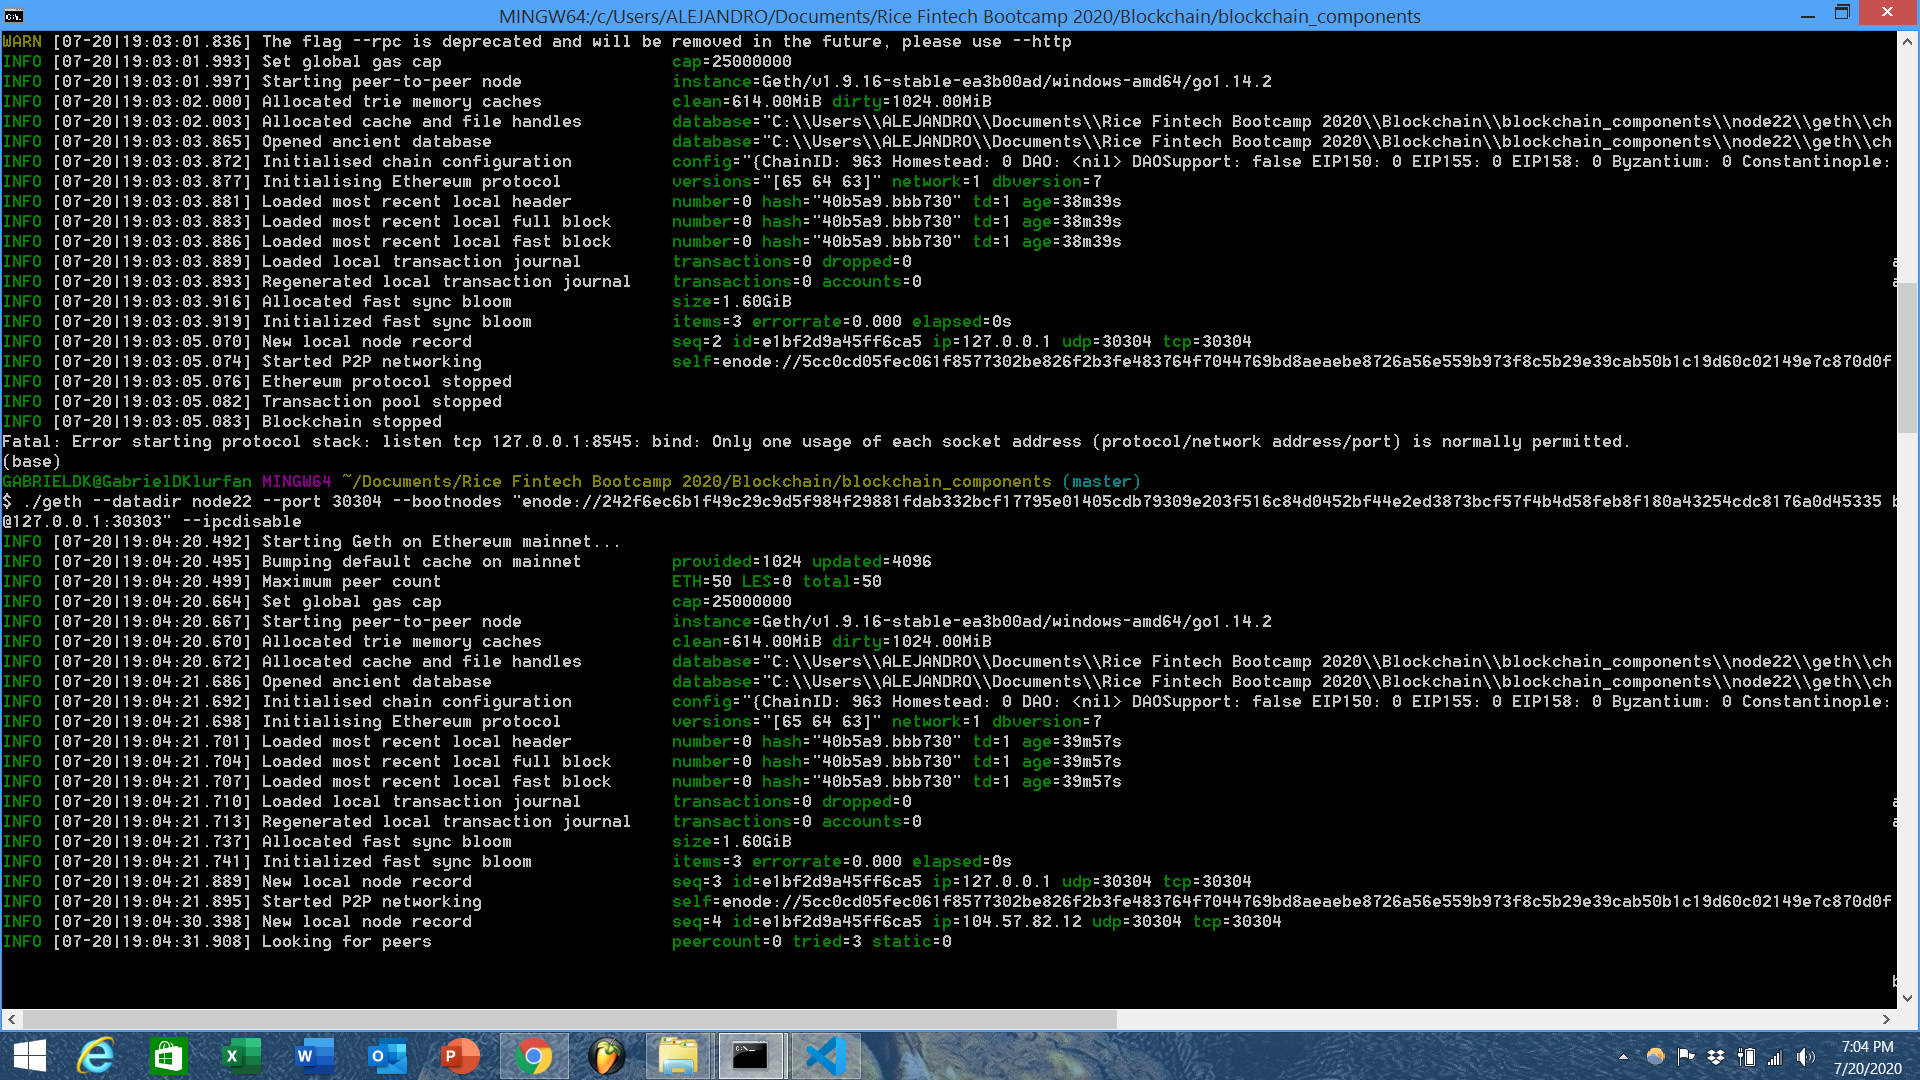 MINGW64:/c/Users/ALEJANDRO/Documents/Rice Fintech Bootcamp 2020/Blockchain/blockchain_components
WARN [07-20|19:03:01.836] The flag --rpc is deprecated and will be removed in the future, please use --http
INFO [07-20|19:03:01.993] Set global gas cap cap=25000000
INFO [07-20|19:03:01.997] Starting peer-to-peer node instance=Geth/v1.9.16-stable-ea3b00ad/windows-amd64/go1.14.2
INFO [07-20|19:03:02.000] Allocated trie memory caches clean=614.00MiB dirty=1024.00MiB
INFO [07-20|19:03:02.003] Allocated cache and file handles database="C:\\Users\\ALEJANDRO\\Documents\\Rice Fintech Bootcamp 2020\\Blockchain\\blockchain_components\\node22\\geth\\ch
INFO [07-20|19:03:03.865] Opened ancient database database="C:\\Users\\ALEJANDRO\\Documents\\Rice Fintech Bootcamp 2020\\Blockchain\\blockchain_components\\node22\\geth\\ch
INFO [07-20|19:03:03.872] Initialised chain configuration config="{ChainID: 963 Homestead: 0 DAO: <nil> DAOSupport: false EIP150: 0 EIP155: 0 EIP158: 0 Byzantium: 0 Constantinople:
INFO [07-20|19:03:03.877] Initialising Ethereum protocol versions="[65 64 63]" network=1 dbversion=7
INFO [07-20|19:03:03.881] Loaded most recent local header number=0 hash="40b5a9.bbb730" td=1 age=38m39s
INFO [07-20|19:03:03.883] Loaded most recent local full block number=0 hash="40b5a9.bbb730" td=1 age=38m39s
INFO [07-20|19:03:03.886] Loaded most recent local fast block number=0 hash="40b5a9.bbb730" td=1 age=38m39s
INFO [07-20|19:03:03.889] Loaded local transaction journal transactions=0 dropped=0
INFO [07-20|19:03:03.893] Regenerated local transaction journal transactions=0 accounts=0
INFO [07-20|19:03:03.916] Allocated fast sync bloom size=1.60GiB
INFO [07-20|19:03:03.919] Initialized fast sync bloom items=3 errorrate=0.000 elapsed=0s
INFO [07-20|19:03:05.070] New local node record seq=2 id=e1bf2d9a45ff6ca5 ip=127.0.0.1 udp=30304 tcp=30304
INFO [07-20|19:03:05.074] Started P2P networking self=enode://5cc0cd05fec061f8577302be826f2b3fe483764f7044769bd8aeaebe8726a56e559b973f8c5b29e39cab50b1c19d60c02149e7c870d0f
INFO [07-20|19:03:05.076] Ethereum protocol stopped
INFO [07-20|19:03:05.082] Transaction pool stopped
INFO [07-20|19:03:05.083] Blockchain stopped
Fatal: Error starting protocol stack: listen tcp 127.0.0.1:8545: bind: Only one usage of each socket address (protocol/network address/port) is normally permitted.
(base)
GABRIELDK@GabrielDKlurfan MINGW64 ~/Documents/Rice Fintech Bootcamp 2020/Blockchain/blockchain_components (master)
$ ./geth --datadir node22 --port 30304 --bootnodes "enode://242f6ec6b1f49c29c9d5f984f29881fdab332bcf17795e01405cdb79309e203f516c84d0452bf44e2ed3873bcf57f4b4d58feb8f180a43254cdc8176a0d45335
@127.0.0.1:30303" --ipcdisable
INFO [07-20|19:04:20.492] Starting Geth on Ethereum mainnet...
INFO [07-20|19:04:20.495] Bumping default cache on mainnet provided=1024 updated=4096
INFO [07-20|19:04:20.499] Maximum peer count ETH=50 LES=0 total=50
INFO [07-20|19:04:20.664] Set global gas cap cap=25000000
INFO [07-20|19:04:20.667] Starting peer-to-peer node instance=Geth/v1.9.16-stable-ea3b00ad/windows-amd64/go1.14.2
INFO [07-20|19:04:20.670] Allocated trie memory caches clean=614.00MiB dirty=1024.00MiB
INFO [07-20|19:04:20.672] Allocated cache and file handles database="C:\\Users\\ALEJANDRO\\Documents\\Rice Fintech Bootcamp 2020\\Blockchain\\blockchain_components\\node22\\geth\\ch
INFO [07-20|19:04:21.686] Opened ancient database database="C:\\Users\\ALEJANDRO\\Documents\\Rice Fintech Bootcamp 2020\\Blockchain\\blockchain_components\\node22\\geth\\ch
INFO [07-20|19:04:21.692] Initialised chain configuration config="{ChainID: 963 Homestead: 0 DAO: <nil> DAOSupport: false EIP150: 0 EIP155: 0 EIP158: 0 Byzantium: 0 Constantinople:
INFO [07-20|19:04:21.698] Initialising Ethereum protocol versions="[65 64 63]" network=1 dbversion=7
INFO [07-20|19:04:21.701] Loaded most recent local header number=0 hash="40b5a9.bbb730" td=1 age=39m57s
INFO [07-20|19:04:21.704] Loaded most recent local full block number=0 hash="40b5a9.bbb730" td=1 age=39m57s
INFO [07-20|19:04:21.707] Loaded most recent local fast block number=0 hash="40b5a9.bbb730" td=1 age=39m57s
INFO [07-20|19:04:21.710] Loaded local transaction journal transactions=0 dropped=0
INFO [07-20|19:04:21.713] Regenerated local transaction journal transactions=0 accounts=0
INFO [07-20|19:04:21.737] Allocated fast sync bloom size=1.60GiB
INFO [07-20|19:04:21.741] Initialized fast sync bloom items=3 errorrate=0.000 elapsed=0s
INFO [07-20|19:04:21.889] New local node record seq=3 id=e1bf2d9a45ff6ca5 ip=127.0.0.1 udp=30304 tcp=30304
INFO [07-20|19:04:21.895] Started P2P networking self=enode://5cc0cd05fec061f8577302be826f2b3fe483764f7044769bd8aeaebe8726a56e559b973f8c5b29e39cab50b1c19d60c02149e7c870d0f
INFO [07-20|19:04:30.398] New local node record seq=4 id=e1bf2d9a45ff6ca5 ip=104.57.82.12 udp=30304 tcp=30304
INFO [07-20|19:04:31.908] Looking for peers peercount=0 tried=3 static=0
7:04 PM
7/20/2020